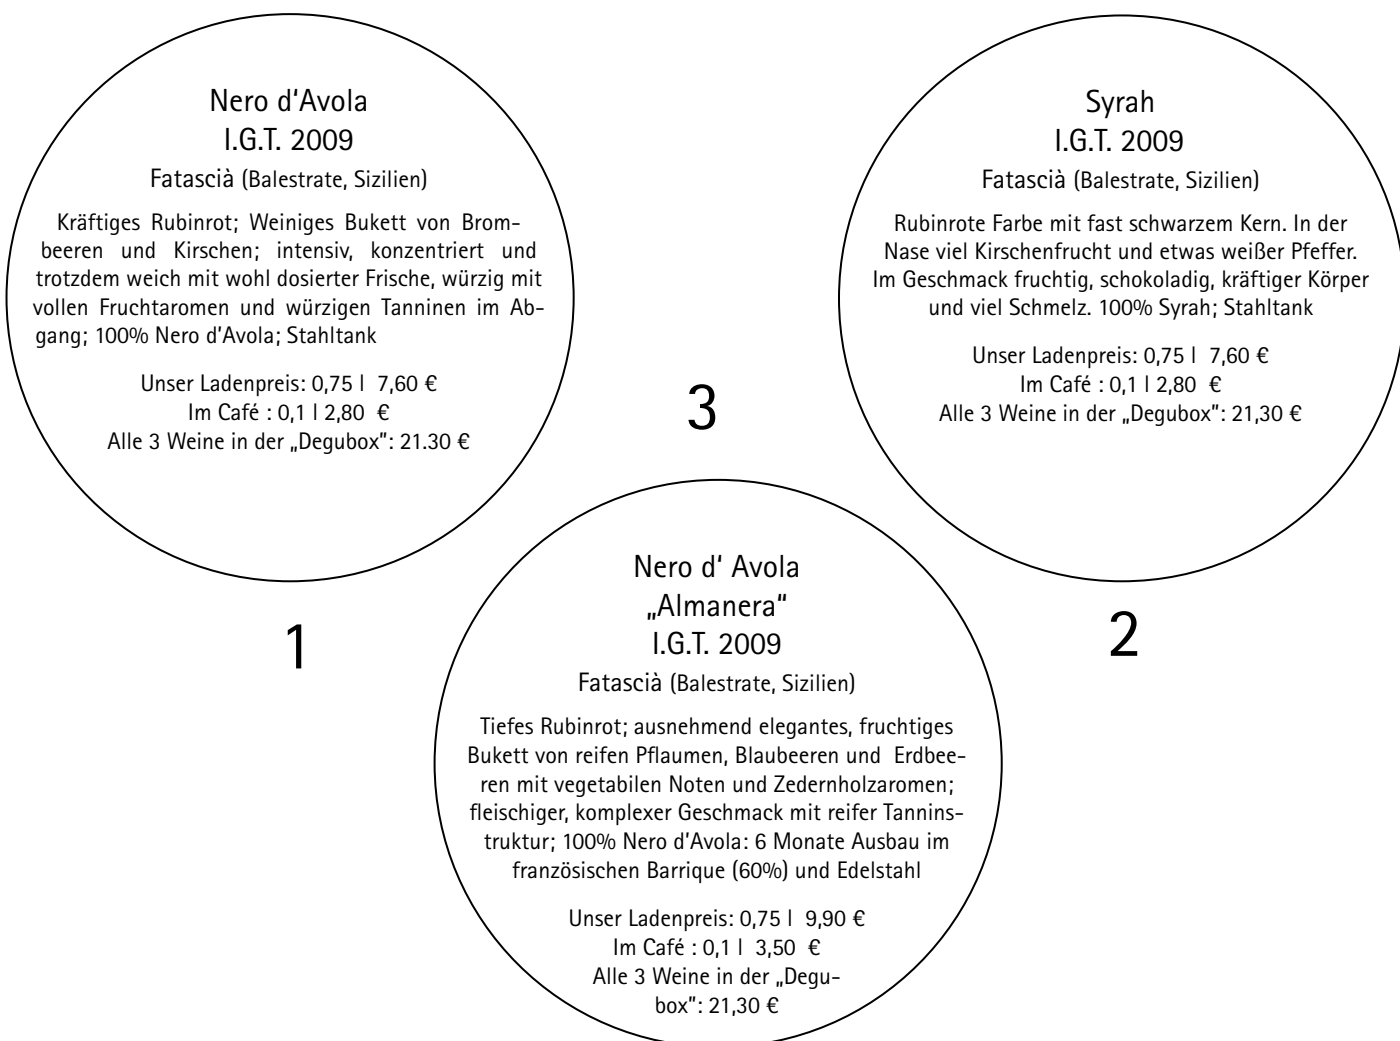 Nero d'Avola
I.G.T. 2009
Fatascià (Balestrate, Sizilien)
Kräftiges Rubinrot; Weiniges Bukett von Brom-
beeren und Kirschen; intensiv, konzentriert und
trotzdem weich mit wohl dosierter Frische, würzig mit
vollen Fruchtaromen und würzigen Tanninen im Ab-
gang; 100% Nero d'Avola; Stahltank
Unser Ladenpreis: 0,75 l 7,60 €
Im Café : 0,1 l 2,80 €
Alle 3 Weine in der „Degubox": 21.30 €
1
Syrah
I.G.T. 2009
Fatascià (Balestrate, Sizilien)
Rubinrote Farbe mit fast schwarzem Kern. In der
Nase viel Kirschenfrucht und etwas weißer Pfeffer.
Im Geschmack fruchtig, schokoladig, kräftiger Körper
und viel Schmelz. 100% Syrah; Stahltank
Unser Ladenpreis: 0,75 l 7,60 €
Im Café : 0,1 l 2,80 €
Alle 3 Weine in der „Degubox": 21,30 €
2
3
Nero d' Avola
„Almanera"
I.G.T. 2009
Fatascià (Balestrate, Sizilien)
Tiefes Rubinrot; ausnehmend elegantes, fruchtiges
Bukett von reifen Pflaumen, Blaubeeren und Erdbee-
ren mit vegetabilen Noten und Zedernholzaromen;
fleischiger, komplexer Geschmack mit reifer Tannins-
truktur; 100% Nero d'Avola: 6 Monate Ausbau im
französischen Barrique (60%) und Edelstahl
Unser Ladenpreis: 0,75 l 9,90 €
Im Café : 0,1 l 3,50 €
Alle 3 Weine in der „Degu-
box": 21,30 €